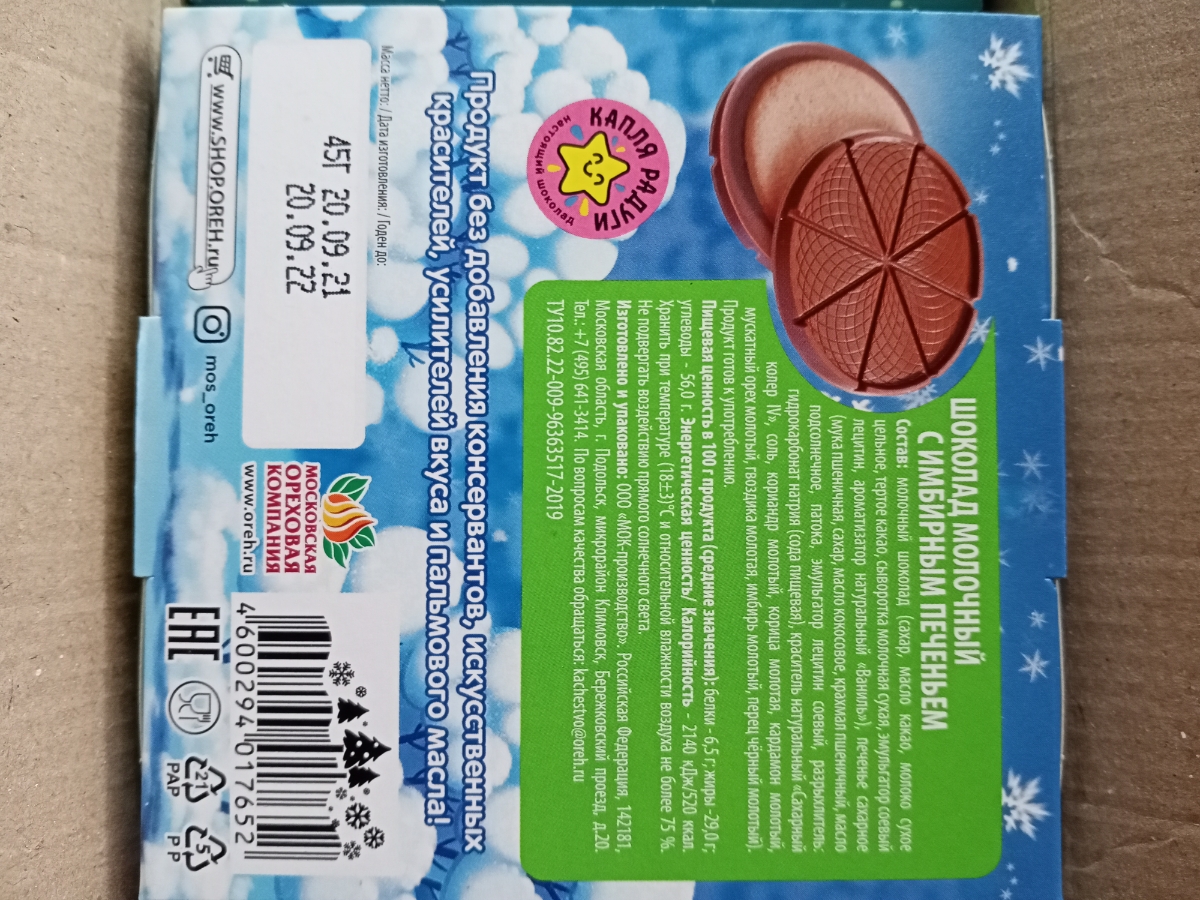 КАПЛЯ РАДУГИ
настоящий шоколад
ШОКОЛАД МОЛОЧНЫЙ
С ИМБИРНЫМ ПЕЧЕНЬЕМ
Состав: молочный шоколад (сахар, масло какао, молоко сухое
цельное, тертое какао, сыворотка молочная сухая, эмульгатор соевый
лецитин, ароматизатор натуральный «Ваниль»), печенье сахарное
(мука пшеничная, сахар, масло кокосовое, крахмал пшеничный, масло
подсолнечное, патока, эмульгатор лецитин соевый, разрыхлитель:
гидрокарбонат натрия (сода пищевая), краситель натуральный «Сахарный
колер IV», соль, кориандр молотый, корица молотая, кардамон молотый,
мускатный орех молотый, гвоздика молотая, имбирь молотый, перец чёрный молотый).
Продукт готов к употреблению.
Пищевая ценность в 100 г продукта (средние значения): белки - 6,5 г; жиры -29,0 г;
углеводы - 56,0 г. Энергетическая ценность/ Калорийность - 2140 кДж/520 ккал.
Хранить при температуре (18±3)°С и относительной влажности воздуха не более 75 %.
Не подвергать воздействию прямого солнечного света.
Изготовлено и упаковано: ООО «МОК-производство», Российская Федерация, 142181,
Московская область, г. Подольск, микрорайон Климовск, Бережковский проезд, д.20.
Тел.: +7 (495) 641-3414. По вопросам качества обращаться: kachestvo@oreh.ru
ТУ10.82.22-009-96363517-2019
Продукт без добавления консервантов, искусственных
красителей, усилителей вкуса и пальмового масла!
Масса нетто: / Дата изготовления: / Годен до:
45Г 20.09.21
20.09.22
www.SHOP.OREH.ru
mos_oreh
МОСКОВСКАЯ
ОРЕХОВАЯ
КОМПАНИЯ
www.oreh.ru
4 600294 017652
EAC
21
PAP
5
PP